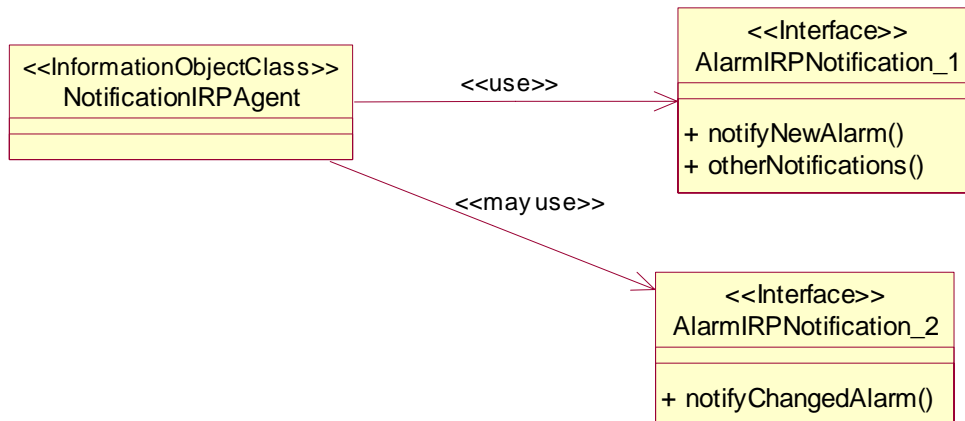 <<InformationObjectClass>>
NotificationIRPAgent
<<use>>
<<may use>>
<<Interface>>
AlarmIRPNotification_1
+ notifyNewAlarm()
+ otherNotifications()
<<Interface>>
AlarmIRPNotification_2
+ notifyChangedAlarm()